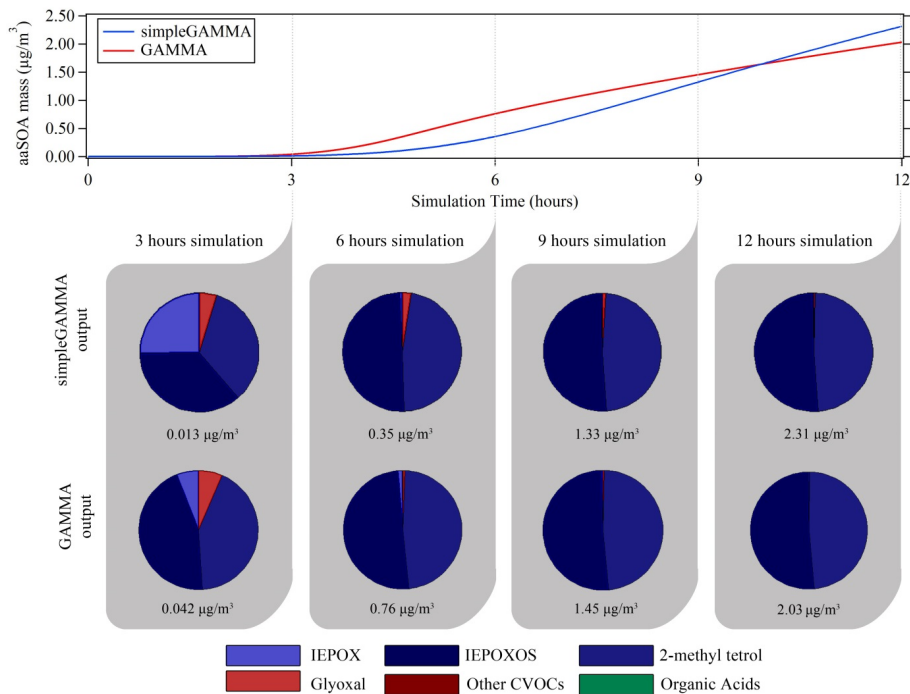 2.50
2.00
1.50
1.00
0.50
0.00
aaSOA mass (µg/m³)
simpleGAMMA
GAMMA
0
3
6
9
12
Simulation Time (hours)
3 hours simulation
6 hours simulation
9 hours simulation
12 hours simulation
simpleGAMMA
output
0.013 µg/m³
0.35 µg/m³
1.33 µg/m³
2.31 µg/m³
GAMMA
output
0.042 µg/m³
0.76 µg/m³
1.45 µg/m³
2.03 µg/m³
IEPOX
IEPOXOS
2-methyl tetrol
Glyoxal
Other CVOCs
Organic Acids